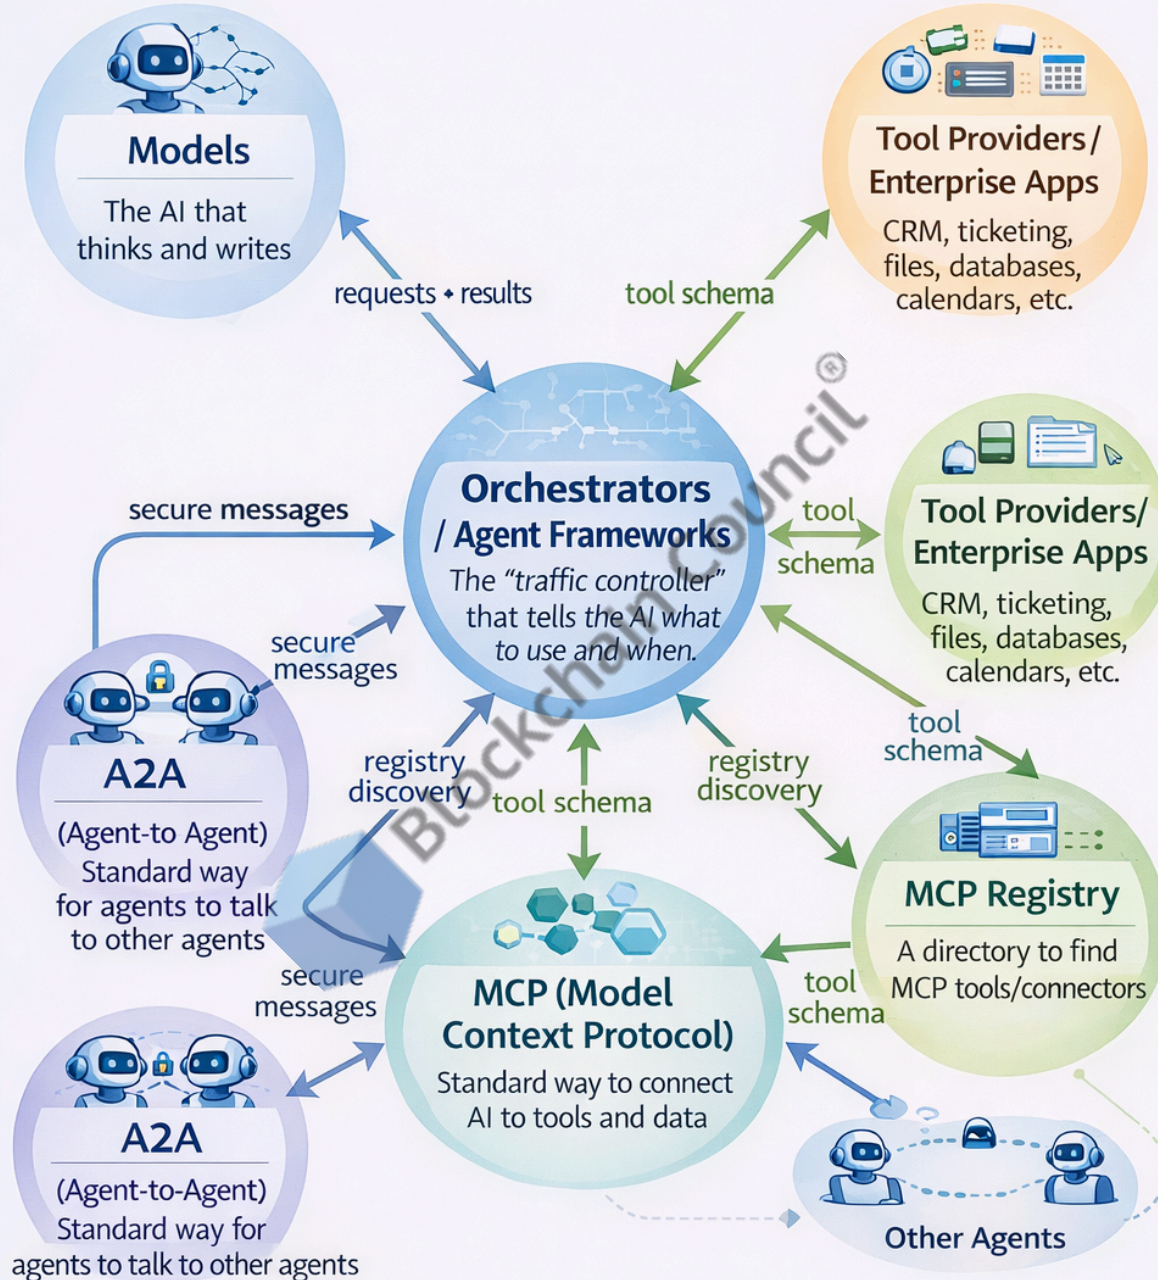 Models
The AI that
thinks and writes
Tool Providers/
Enterprise Apps
CRM, ticketing,
files, databases,
calendars, etc.
requests • results
tool schema
Orchestrators
/ Agent Frameworks
The “traffic controller”
that tells the AI what
to use and when.
secure messages
tool
schema
Tool Providers/
Enterprise Apps
CRM, ticketing,
files, databases,
calendars, etc.
secure
messages
A2A
(Agent-to Agent)
Standard way
for agents to talk
to other agents
registry
discovery
tool schema
registry
discovery
tool
schema
MCP Registry
A directory to find
MCP tools/connectors
secure
messages
MCP (Model
Context Protocol)
Standard way to connect
AI to tools and data
tool
schema
A2A
(Agent-to-Agent)
Standard way for
agents to talk to other agents
Other Agents
Blockchain Council®